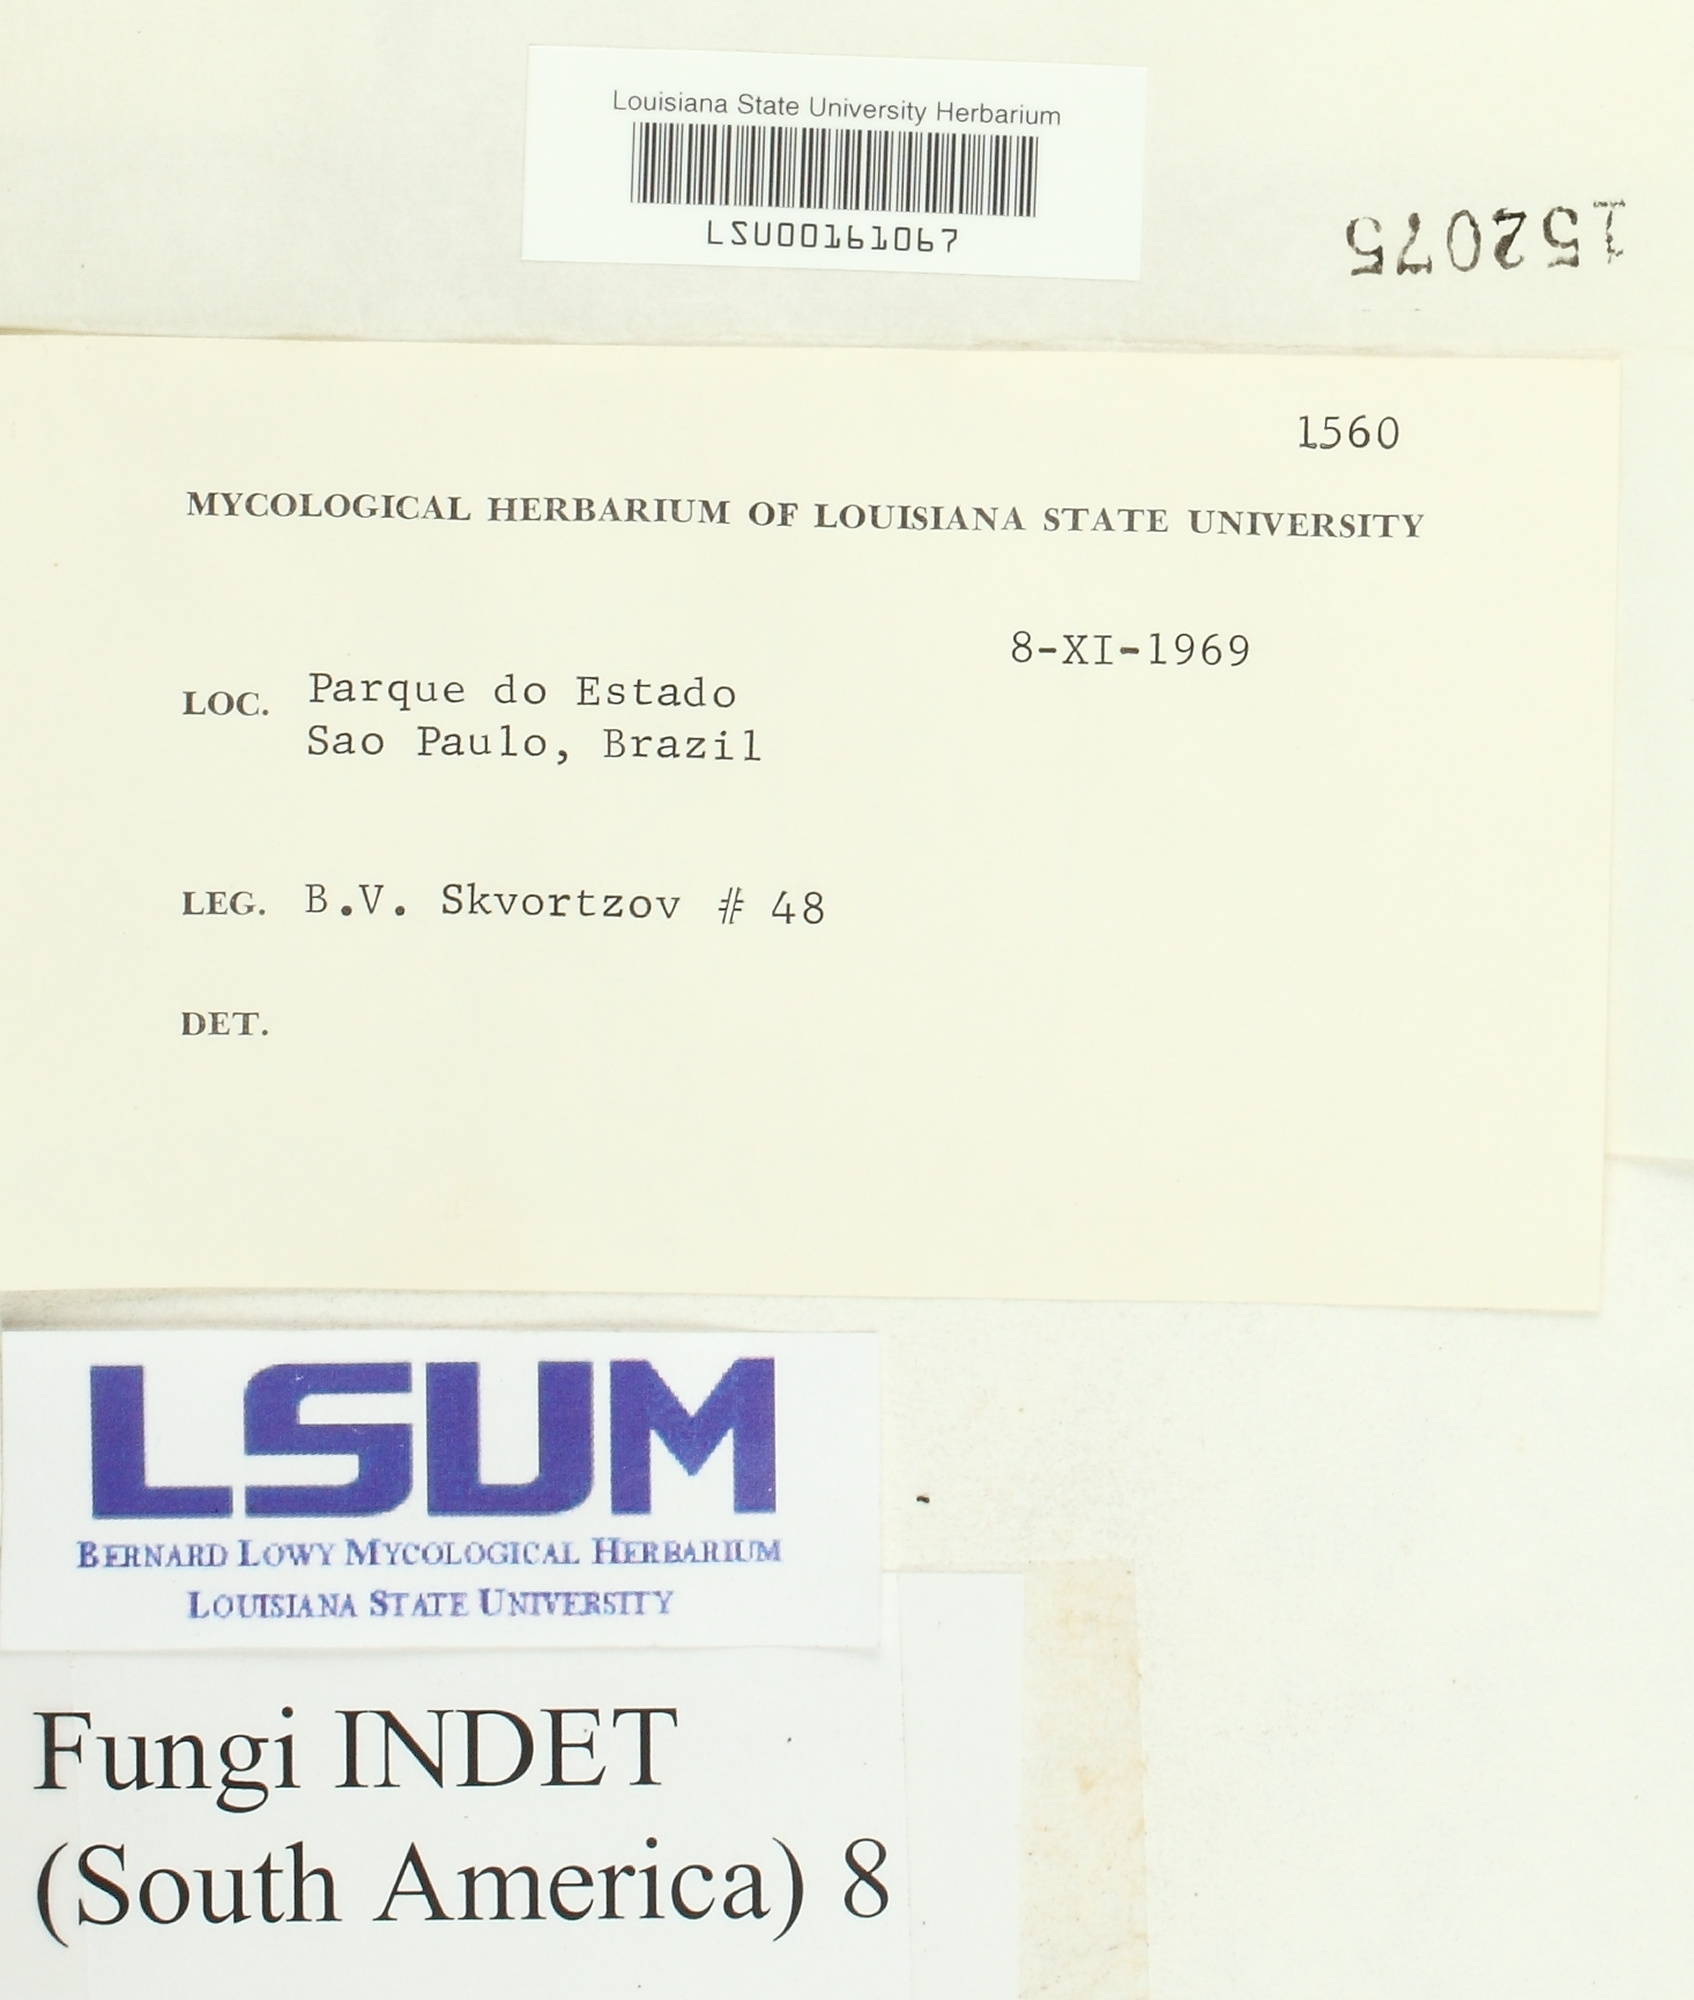 Louisiana State University Herbarium
LSU00161067
152075
1560
MYCOLOGICAL HERBARIUM OF LOUISIANA STATE UNIVERSITY
8-XI-1969
LOC. Parque do Estado
Sao Paulo, Brazil
LEG. B.V. Skvortzov # 48
DET.
LSUM
BERNARD LOWY MYCOLOGICAL HERBARIUM
LOUISIANA STATE UNIVERSITY
Fungi INDET
(South America) 8